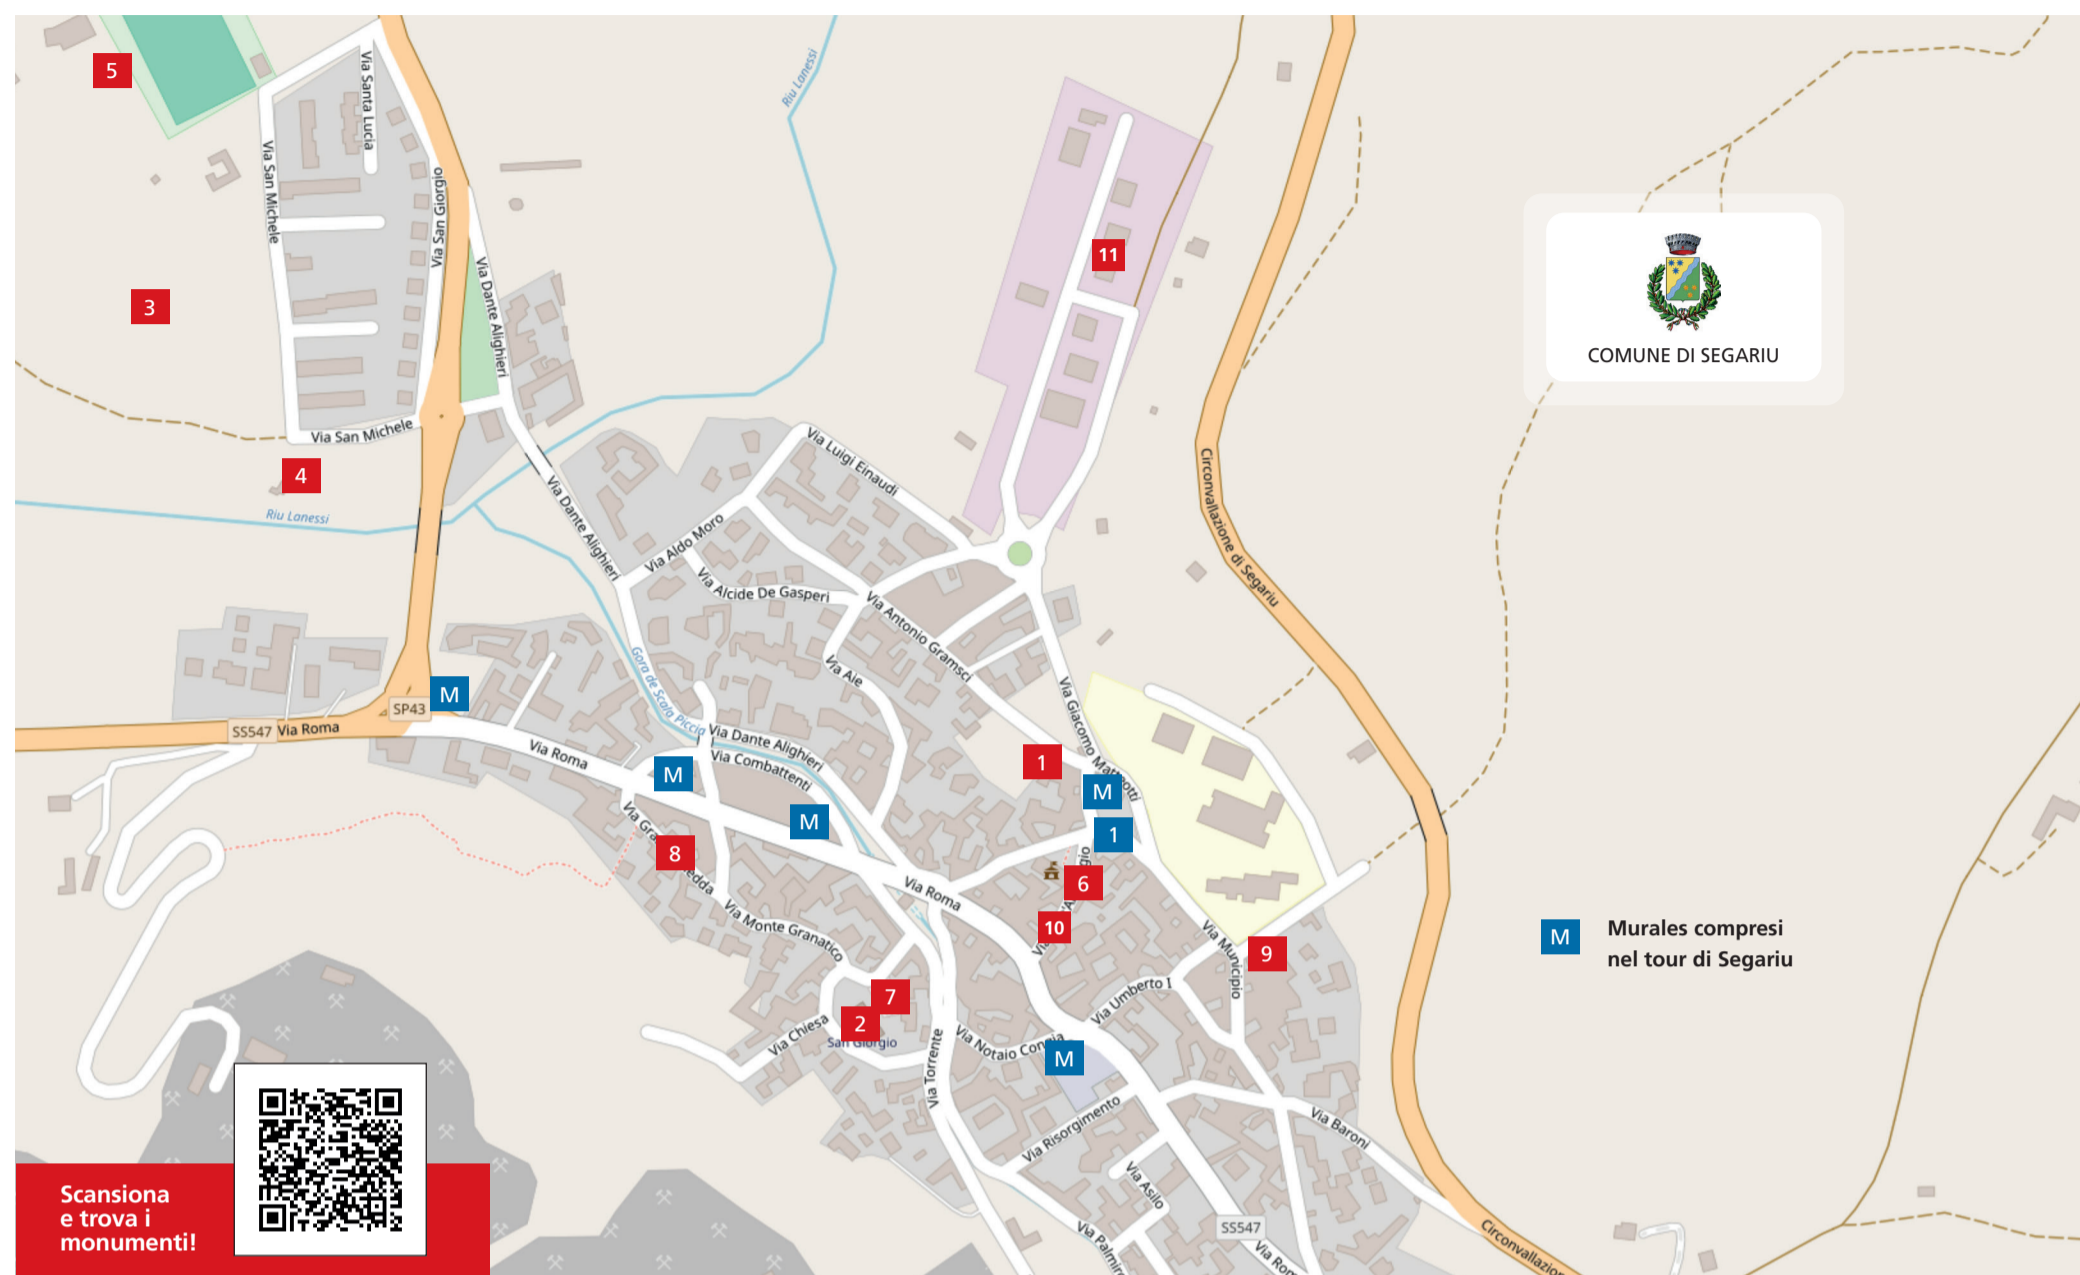 5
Via Santa Lucia
Riu Lanessi
Via San Michele
Via San Giorgio
11
3
Via Dante Alighieri
COMUNE DI SEGARIU
Via San Michele
Via Luigi Einaudi
4
Riu Lanessi
Via Dante Alighieri
Via Aldo Moro
Circonvallazione di Segariu
Via Alcide De Gasperi
Via Antonio Gramsci
Via Aie
Gora de Scala Piccia
M
SP43
SS547
Via Roma
Via Giacomo Matteotti
Via Dante Alighieri
Via Combattenti
Via Roma
1
M
M
M
1
8
6
Via Roma
Via Monte Granatico
10
Via Municipio
9
M
Murales compresi
nel tour di Segariu
7
2
Via Umberto I
Via Chiesa
San Giorgio
Via Notaio
M
Via Torrente
Via Risorgimento
Via Baroni
Via Asilo
Scansiona
e trova i
monumenti!
SS547